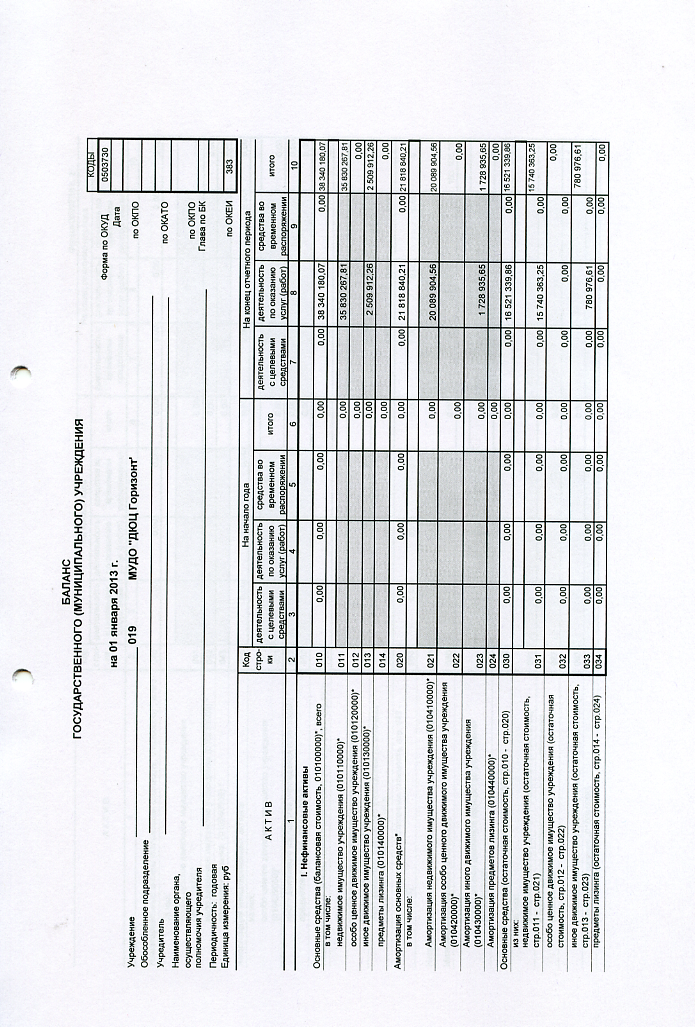 БАЛАНС
ГОСУДАРСТВЕННОГО (МУНИЦИПАЛЬНОГО) УЧРЕЖДЕНИЯ
КОДЫ
Форма по ОКУД 0503730
на 01 января 2013 г.
Дата
Учреждение 019 МУДО "ДЮЦ Горизонт' по ОКПО
Обособленное подразделение
Учредитель по ОКАТО
Наименование органа,
осуществляющего по ОКПО
полномочия учредителя Глава по БК
Периодичность: годовая
Единица измерения: руб по ОКЕИ 383
А К Т И В Код стро-ки На начало года На конец отчетного периода
деятельность с целевыми средствами деятельность по оказанию услуг (работ) средства во временном распоряжении итого деятельность с целевыми средствами деятельность по оказанию услуг (работ) средства во временном распоряжении итого
1 2 3 4 5 6 7 8 9 10
I. Нефинансовые активы
Основные средства (балансовая стоимость, 010100000)*, всего 010 0,00 0,00 0,00 0,00 0,00 38 340 180,07 0,00 38 340 180,07
в том числе:
недвижимое имущество учреждения (010110000)* 011 0,00 35 830 267,81 35 830 267,81
особо ценное движимое имущество учреждения (010120000)* 012 0,00 0,00
иное движимое имущество учреждения (010130000)* 013 0,00 2 509 912,26 2 509 912,26
предметы лизинга (010140000)* 014 0,00 0,00
Амортизация основных средств* 020 0,00 0,00 0,00 0,00 0,00 21 818 840,21 0,00 21 818 840,21
в том числе:
Амортизация недвижимого имущества учреждения (010410000)* 021 0,00 20 089 904,56 20 089 904,56
Амортизация особо ценного движимого имущества учреждения
(010420000)* 022 0,00 0,00
Амортизация иного движимого имущества учреждения
(010430000)* 023 0,00 1 728 935,65 1 728 935,65
Амортизация предметов лизинга (010440000)* 024 0,00 0,00
Основные средства (остаточная стоимость, стр.010 - стр.020) 030 0,00 0,00 0,00 0,00 0,00 16 521 339,86 0,00 16 521 339,86
из них:
недвижимое имущество учреждения (остаточная стоимость,
стр.011 - стр.021) 031 0,00 0,00 0,00 0,00 0,00 15 740 363,25 0,00 15 740 363,25
особо ценное движимое имущество учреждения (остаточная
стоимость, стр.012 - стр.022) 032 0,00 0,00 0,00 0,00 0,00 0,00 0,00 0,00
иное движимое имущество учреждения (остаточная стоимость,
стр.013 - стр.023) 033 0,00 0,00 0,00 0,00 0,00 780 976,61 0,00 780 976,61
предметы лизинга (остаточная стоимость, стр.014 - стр.024) 034 0,00 0,00 0,00 0,00 0,00 0,00 0,00 0,00